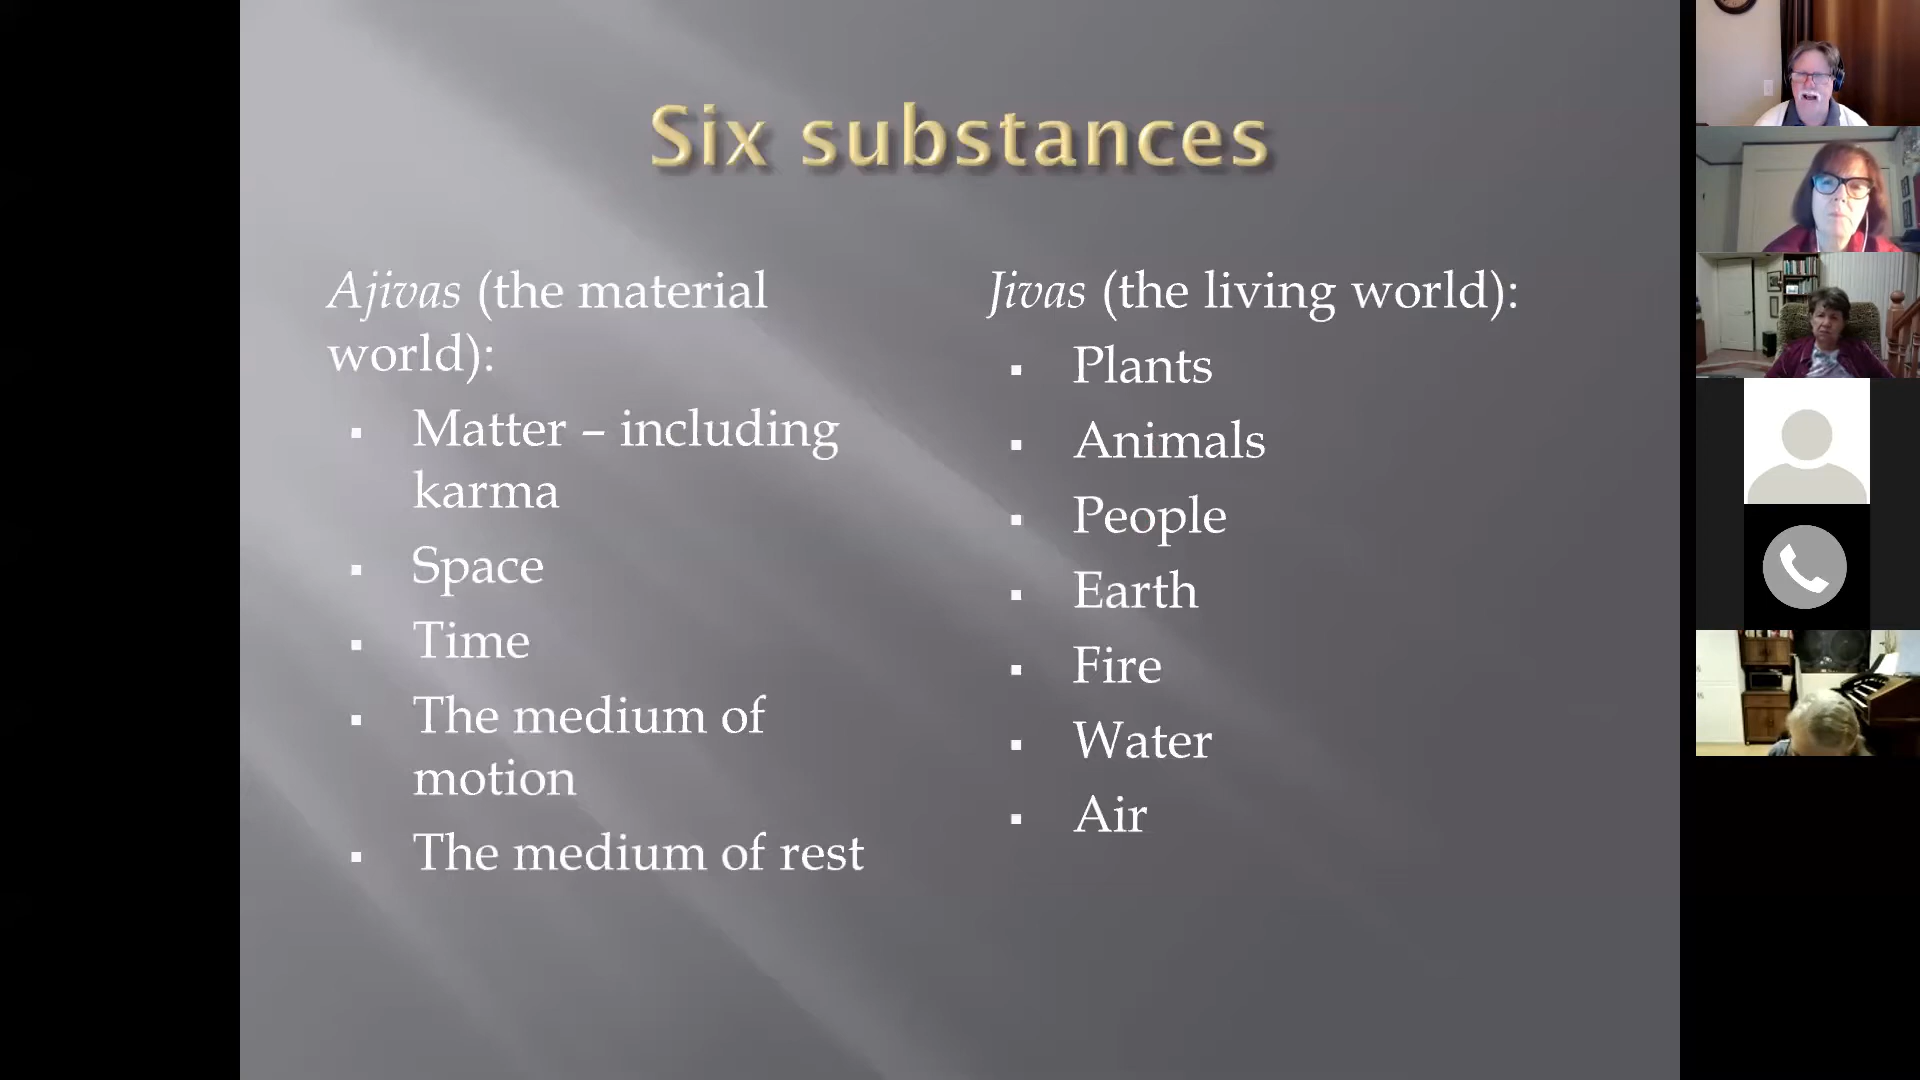 Six substances
Ajivas (the material
world):
▪ Matter – including
karma
▪ Space
▪ Time
▪ The medium of
motion
▪ The medium of rest
Jivas (the living world):
▪ Plants
▪ Animals
▪ People
▪ Earth
▪ Fire
▪ Water
▪ Air